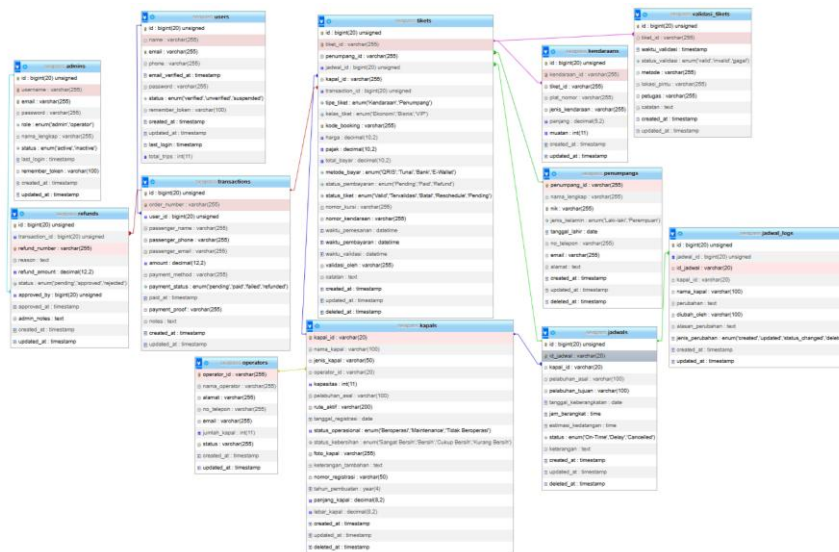 users
id : bigint(20) unsigned
name : varchar(255)
email : varchar(255)
phone : varchar(255)
email_verified_at : timestamp
password : varchar(255)
status : enum('verified','unverified','suspended')
remember_token : varchar(100)
created_at : timestamp
updated_at : timestamp
last_login : timestamp
total_trips : int(11)
tikets
id : bigint(20) unsigned
tiket_id : varchar(255)
penumpang_id : varchar(255)
jadwal_id : bigint(20) unsigned
kapal_id : varchar(20)
transaction_id : bigint(20) unsigned
tipe_tiket : enum('Kendaraan','Penumpang')
kelas_tiket : enum('Ekonomi','Bisnis','VIP')
kode_booking : varchar(255)
harga : decimal(10,2)
pajak : decimal(10,2)
total_bayar : decimal(10,2)
metode_bayar : enum('QRIS','Tunai','Bank','E-Wallet')
status_pembayaran : enum('Pending','Paid','Refund')
status_tiket : enum('Valid','Tervalidasi','Batal','Reschedule','Pending')
nomor_kursi : varchar(255)
nomor_kendaraan : varchar(255)
waktu_pemesanan : datetime
waktu_pembayaran : datetime
waktu_validasi : datetime
validasi_oleh : varchar(255)
catatan : text
created_at : timestamp
updated_at : timestamp
deleted_at : timestamp
validasi_tikets
id : bigint(20) unsigned
tiket_id : varchar(255)
waktu_validasi : timestamp
status_validasi : enum('valid','invalid','gagal')
metode : varchar(255)
lokasi_pintu : varchar(255)
petugas : varchar(255)
catatan : text
created_at : timestamp
updated_at : timestamp
kendaraans
id : bigint(20) unsigned
kendaraan_id : varchar(255)
tiket_id : varchar(255)
plat_nomor : varchar(255)
jenis_kendaraan : varchar(255)
panjang : decimal(5,2)
muatan : int(11)
created_at : timestamp
updated_at : timestamp
admins
id : bigint(20) unsigned
username : varchar(255)
email : varchar(255)
password : varchar(255)
role : enum('admin','operator')
nama_lengkap : varchar(255)
status : enum('active','inactive')
last_login : timestamp
remember_token : varchar(100)
created_at : timestamp
updated_at : timestamp
transactions
id : bigint(20) unsigned
order_number : varchar(255)
user_id : bigint(20) unsigned
passenger_name : varchar(255)
passenger_phone : varchar(255)
passenger_email : varchar(255)
amount : decimal(12,2)
payment_method : varchar(255)
payment_status : enum('pending','paid','failed','refunded')
paid_at : timestamp
payment_proof : varchar(255)
notes : text
created_at : timestamp
updated_at : timestamp
penumpangs
penumpang_id : varchar(255)
nama_lengkap : varchar(255)
nik : varchar(255)
jenis_kelamin : enum('Laki-laki','Perempuan')
tanggal_lahir : date
no_telepon : varchar(255)
email : varchar(255)
alamat : text
created_at : timestamp
updated_at : timestamp
deleted_at : timestamp
refunds
id : bigint(20) unsigned
transaction_id : bigint(20) unsigned
refund_number : varchar(255)
reason : text
refund_amount : decimal(12,2)
status : enum('pending','approved','rejected')
approved_by : bigint(20) unsigned
approved_at : timestamp
admin_notes : text
created_at : timestamp
updated_at : timestamp
jadwal_logs
id : bigint(20) unsigned
jadwal_id : bigint(20) unsigned
id_jadwal : varchar(20)
kapal_id : varchar(20)
nama_kapal : varchar(100)
perubahan : text
diubah_oleh : varchar(100)
alasan_perubahan : text
jenis_perubahan : enum('created','updated','status_changed','delete
created_at : timestamp
updated_at : timestamp
kapals
kapal_id : varchar(20)
nama_kapal : varchar(100)
jenis_kapal : varchar(50)
operator_id : varchar(20)
kapasitas : int(11)
pelabuhan_asal : varchar(100)
rute_aktif : varchar(200)
tanggal_registrasi : date
status_operasional : enum('Beroperasi','Maintenance','Tidak Beroperasi')
status_kebersihan : enum('Sangat Bersih','Bersih','Cukup Bersih','Kurang Bersih')
foto_kapal : varchar(255)
keterangan_tambahan : text
nomor_registrasi : varchar(50)
tahun_pembuatan : year(4)
panjang_kapal : decimal(8,2)
lebar_kapal : decimal(8,2)
created_at : timestamp
updated_at : timestamp
deleted_at : timestamp
jadwals
id : bigint(20) unsigned
id_jadwal : varchar(20)
kapal_id : varchar(20)
pelabuhan_asal : varchar(100)
pelabuhan_tujuan : varchar(100)
tanggal_keberangkatan : date
jam_berangkat : time
estimasi_kedatangan : time
status : enum('On-Time','Delay','Cancelled')
keterangan : text
created_at : timestamp
updated_at : timestamp
deleted_at : timestamp
operators
operator_id : varchar(255)
nama_operator : varchar(255)
alamat : varchar(255)
no_telepon : varchar(255)
email : varchar(255)
jumlah_kapal : int(11)
status : varchar(255)
created_at : timestamp
updated_at : timestamp